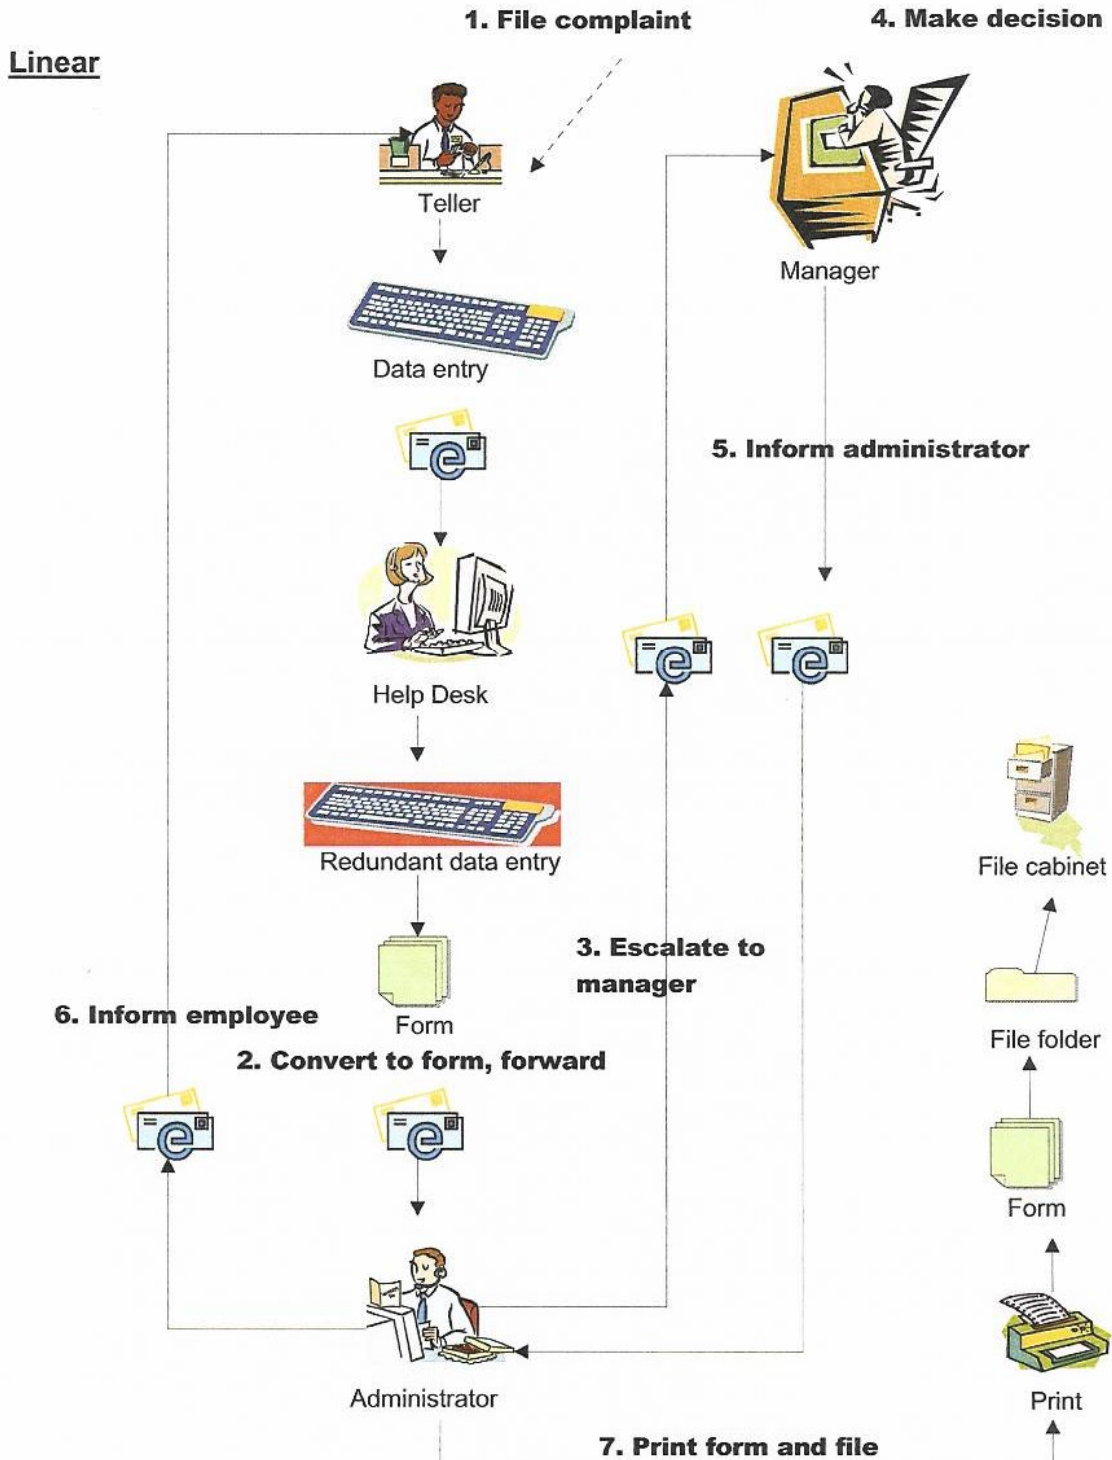 1. File complaint
4. Make decision
Linear
Teller
Manager
Data entry
5. Inform administrator
Help Desk
Redundant data entry
File cabinet
3. Escalate to
manager
6. Inform employee
Form
File folder
2. Convert to form, forward
Form
Administrator
Print
7. Print form and file